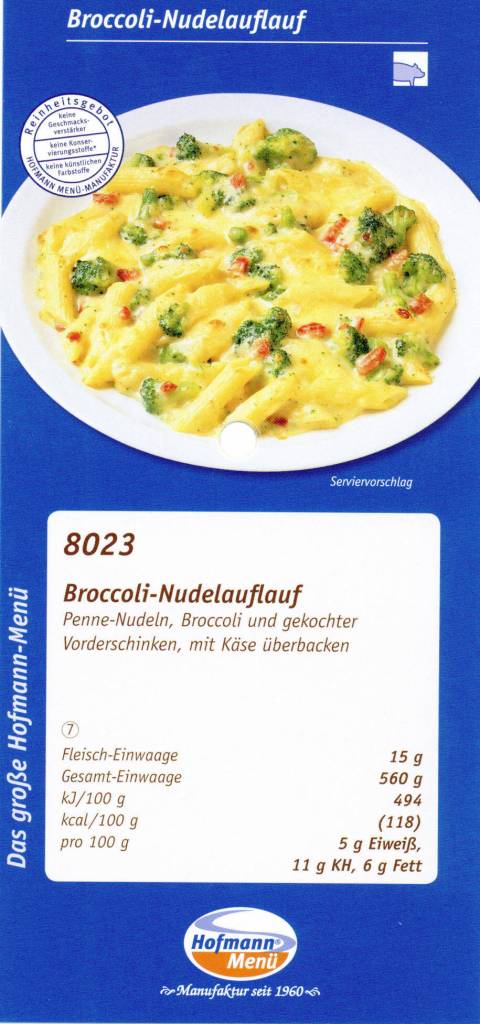 Broccoli-Nudelauflauf
Reinheitsgebot
keine
Geschmacks-
verstärker
keine Konser-
vierungsstoffe*
keine künstlichen
Farbstoffe
HOFMANN MENÜ-MANUFAKTUR
Serviervorschlag
8023
Broccoli-Nudelauflauf
Penne-Nudeln, Broccoli und gekochter
Vorderschinken, mit Käse überbacken
7
Fleisch-Einwaage 15 g
Gesamt-Einwaage 560 g
kJ/100 g 494
kcal/100 g (118)
pro 100 g 5 g Eiweiß,
11 g KH, 6 g Fett
Das große Hofmann-Menü
Hofmann®
Menü
Manufaktur seit 1960